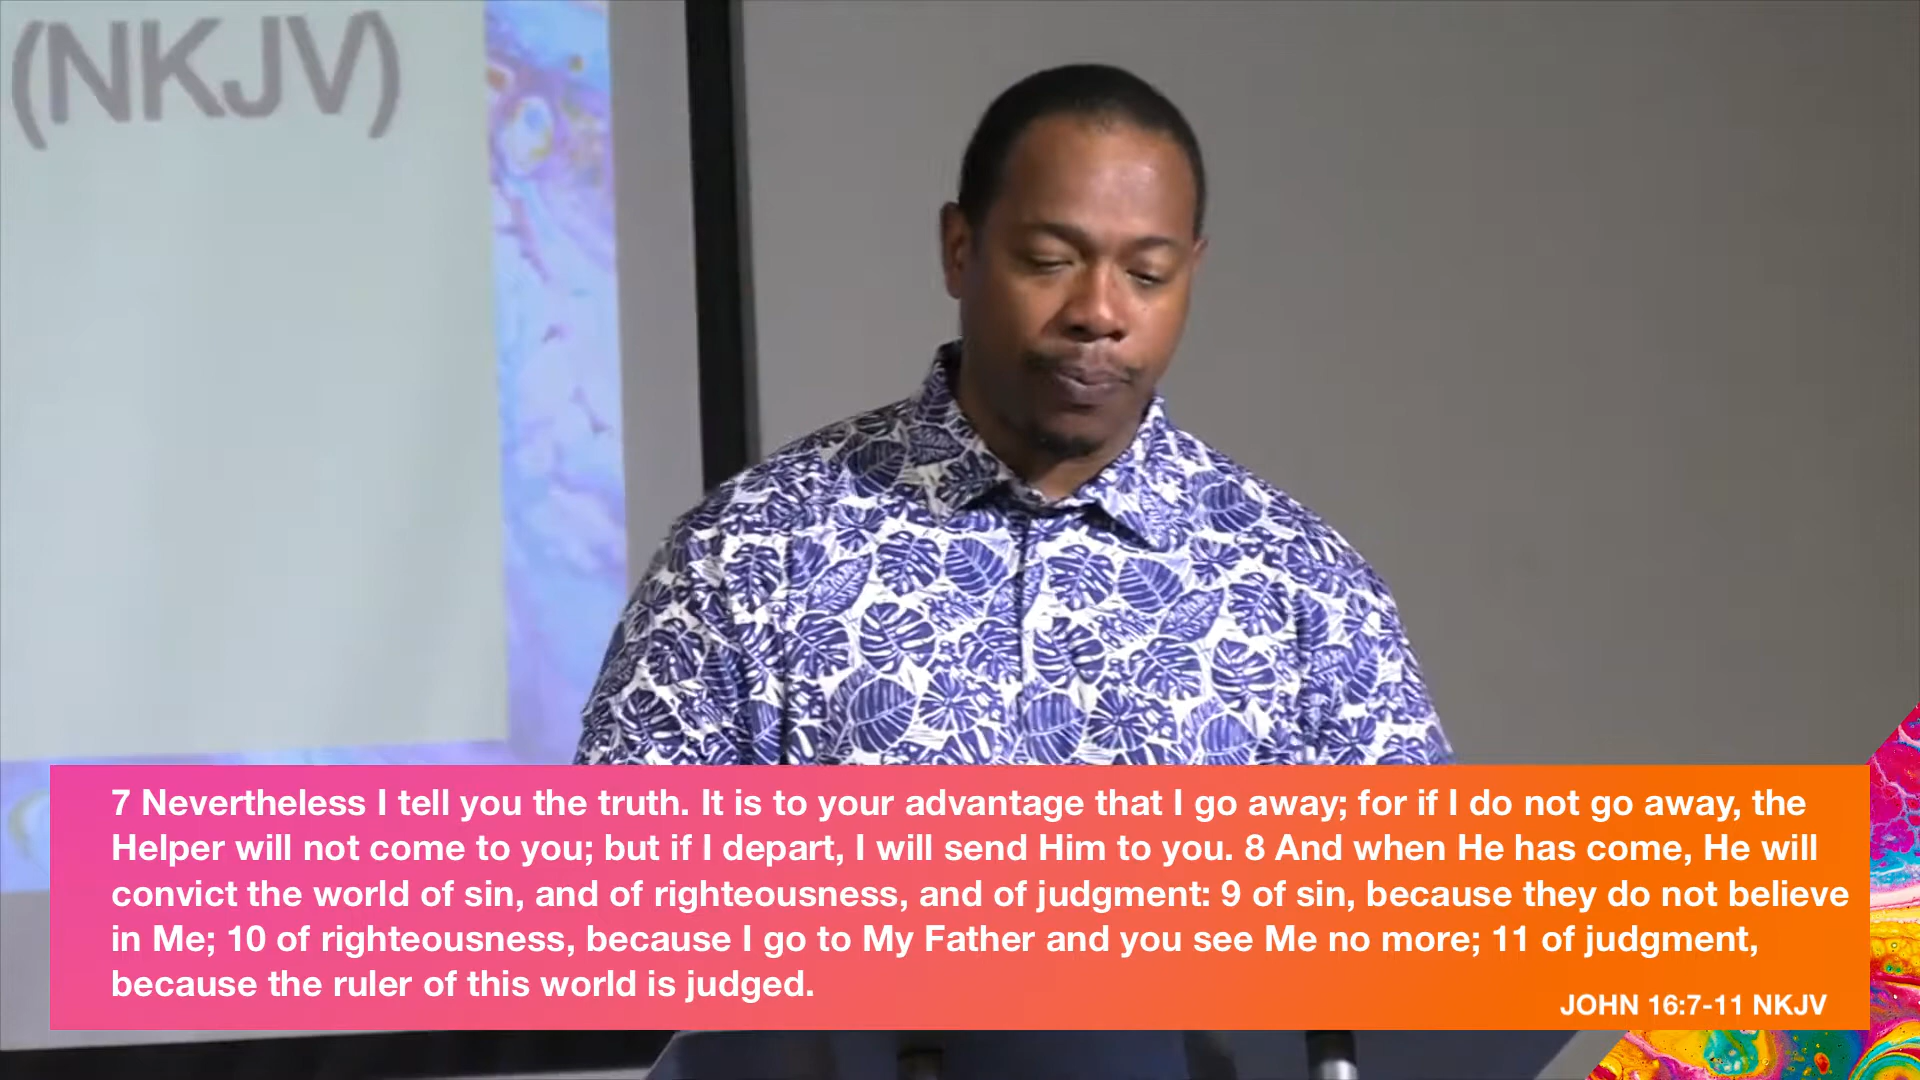 (NKJV)
7 Nevertheless I tell you the truth. It is to your advantage that I go away; for if I do not go away, the
Helper will not come to you; but if I depart, I will send Him to you. 8 And when He has come, He will
convict the world of sin, and of righteousness, and of judgment: 9 of sin, because they do not believe
in Me; 10 of righteousness, because I go to My Father and you see Me no more; 11 of judgment,
because the ruler of this world is judged.
JOHN 16:7-11 NKJV